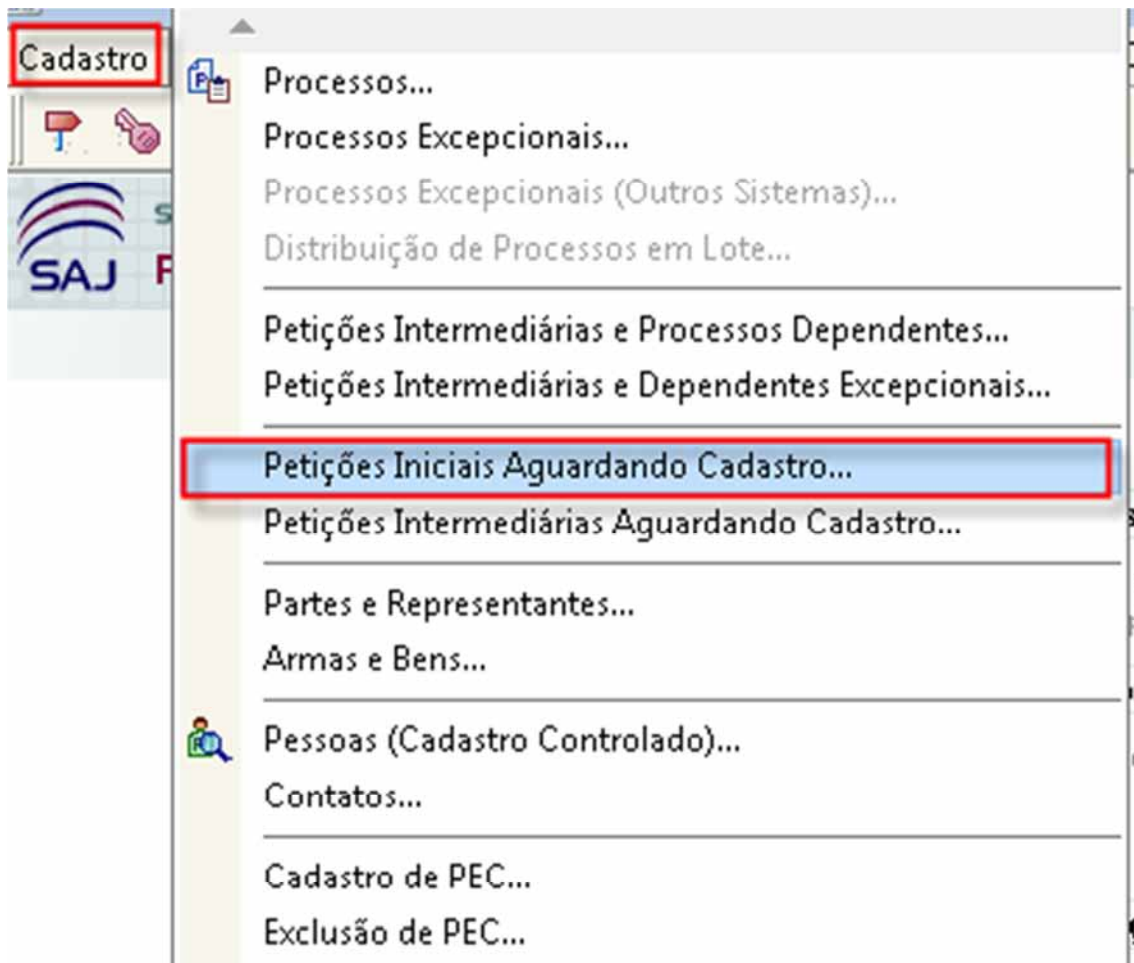 Cadastro
Processos...
Processos Excepcionais...
Processos Excepcionais (Outros Sistemas)...
Distribuição de Processos em Lote...
SAJ
Petições Intermediárias e Processos Dependentes...
Petições Intermediárias e Dependentes Excepcionais...
Petições Iniciais Aguardando Cadastro...
Petições Intermediárias Aguardando Cadastro...
Partes e Representantes...
Armas e Bens...
Pessoas (Cadastro Controlado)...
Contatos...
Cadastro de PEC...
Exclusão de PEC...